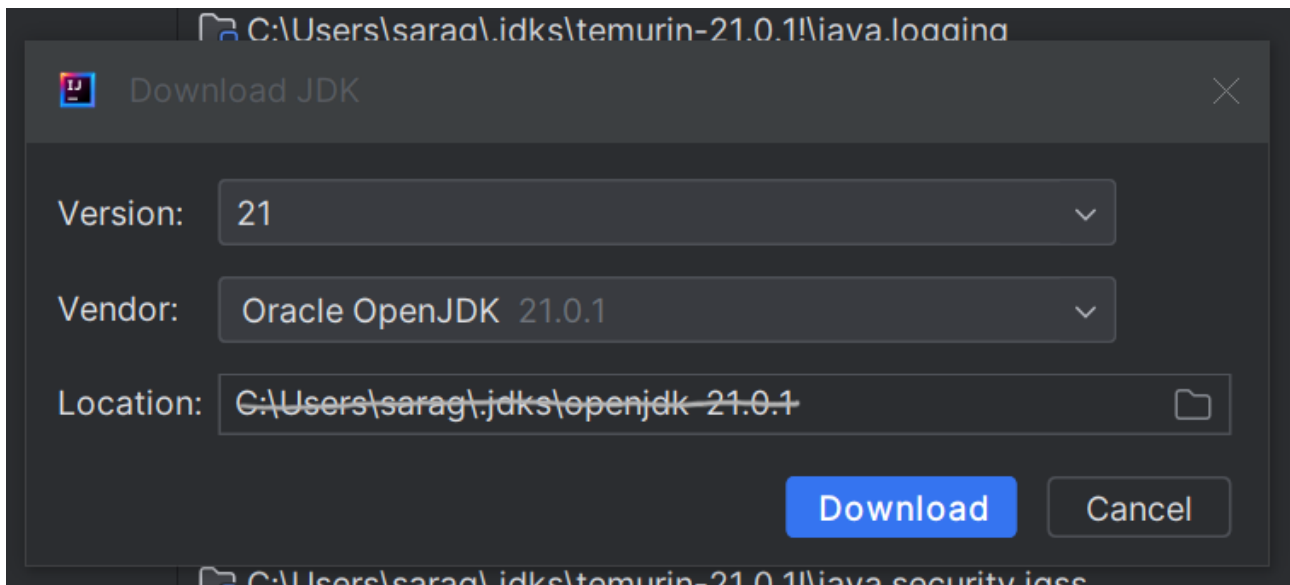 C:\Users\sarag\.jdks\temurin-21.0.1!\java.logging
IJ
Download JDK
Version: 21
Vendor: Oracle OpenJDK 21.0.1
Location: C:\Users\sarag\.jdks\openjdk-21.0.1
Download Cancel
C:\Users\sarag\.jdks\temurin-21.0.1!\java.security.jgss